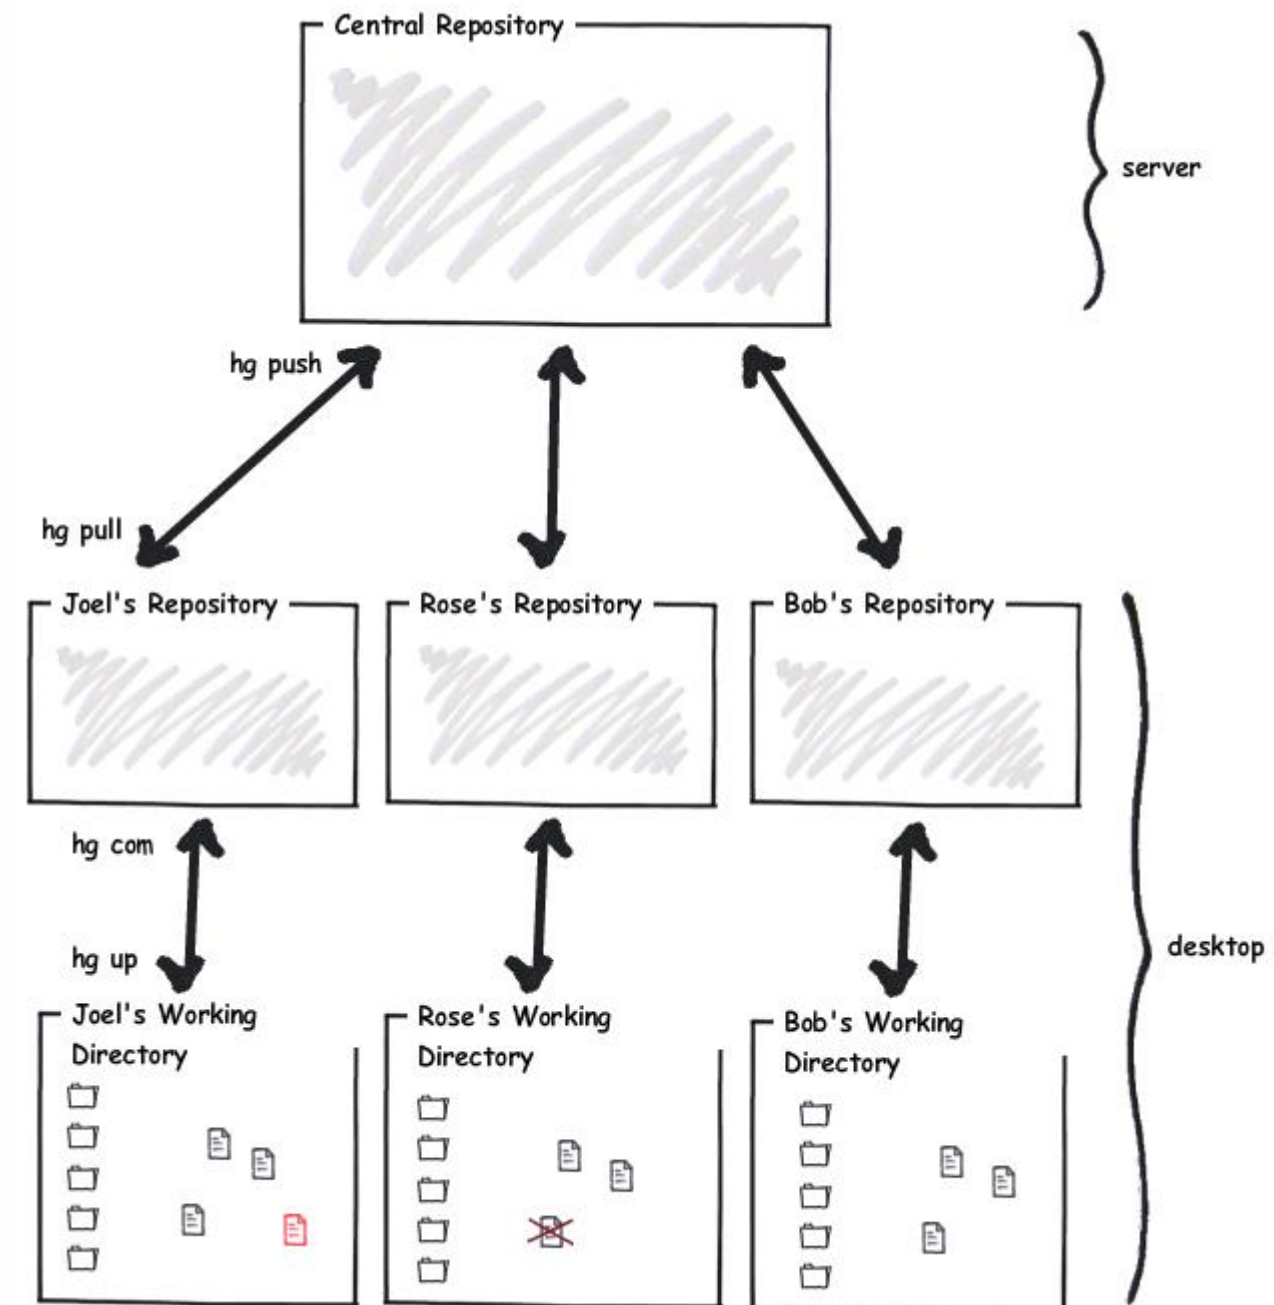 Central Repository
server
hg push
hg pull
Joel's Repository
Rose's Repository
Bob's Repository
hg com
hg up
desktop
Joel's Working
Directory
Rose's Working
Directory
Bob's Working
Directory